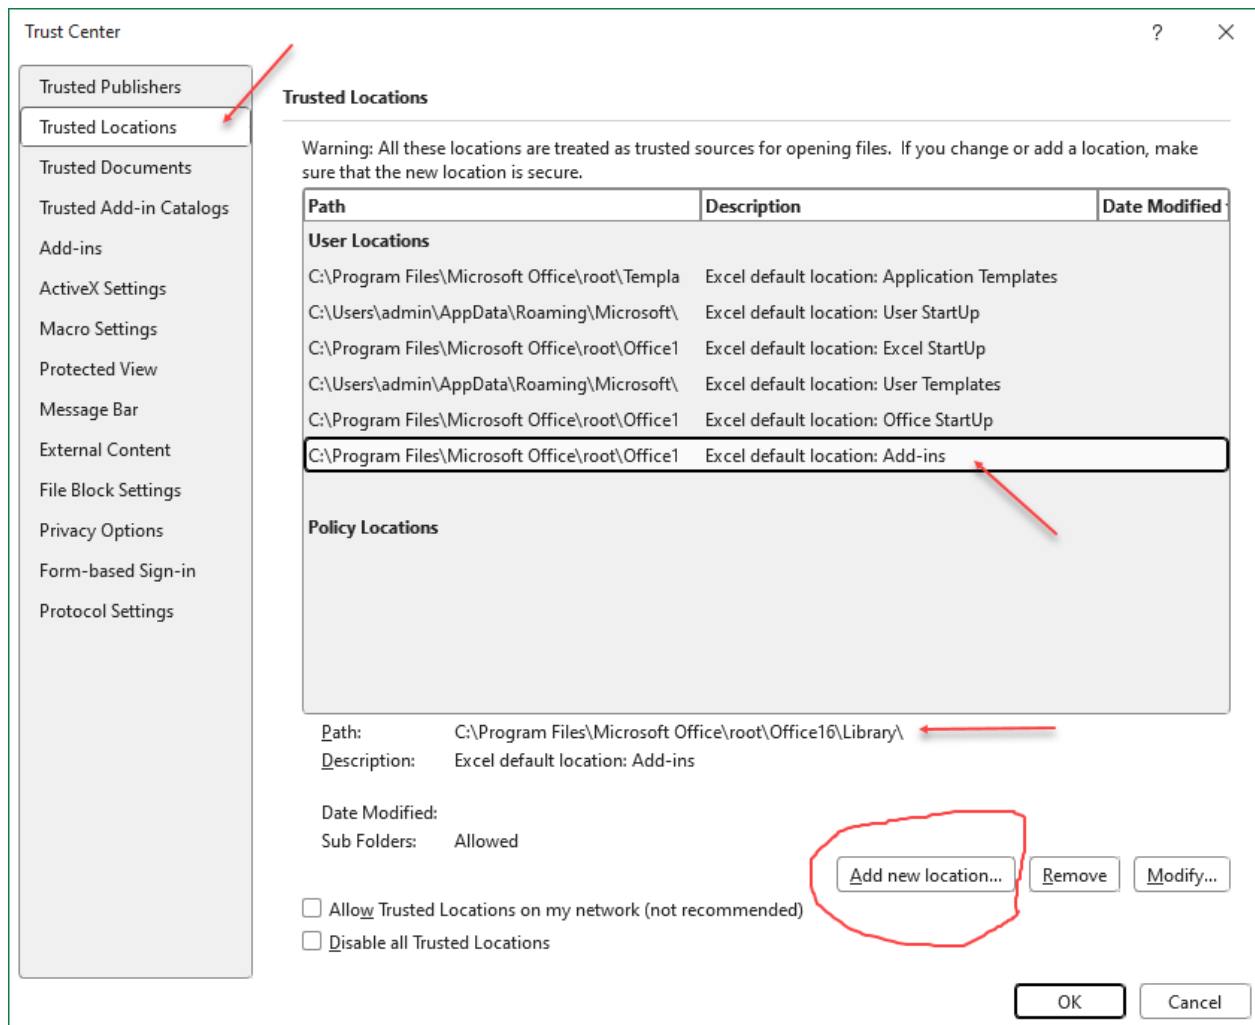 Trust Center ?
Trusted Publishers
Trusted Locations
Trusted Documents
Trusted Add-in Catalogs
Add-ins
ActiveX Settings
Macro Settings
Protected View
Message Bar
External Content
File Block Settings
Privacy Options
Form-based Sign-in
Protocol Settings
Trusted Locations
Warning: All these locations are treated as trusted sources for opening files.  If you change or add a location, make
sure that the new location is secure.
Path Description Date Modified
User Locations
C:\Program Files\Microsoft Office\root\Templa Excel default location: Application Templates
C:\Users\admin\AppData\Roaming\Microsoft\ Excel default location: User StartUp
C:\Program Files\Microsoft Office\root\Office1 Excel default location: Excel StartUp
C:\Users\admin\AppData\Roaming\Microsoft\ Excel default location: User Templates
C:\Program Files\Microsoft Office\root\Office1 Excel default location: Office StartUp
C:\Program Files\Microsoft Office\root\Office1 Excel default location: Add-ins
Policy Locations
Path: C:\Program Files\Microsoft Office\root\Office16\Library\
Description: Excel default location: Add-ins
Date Modified:
Sub Folders: Allowed
Add new location... Remove Modify...
Allow Trusted Locations on my network (not recommended)
Disable all Trusted Locations
OK Cancel